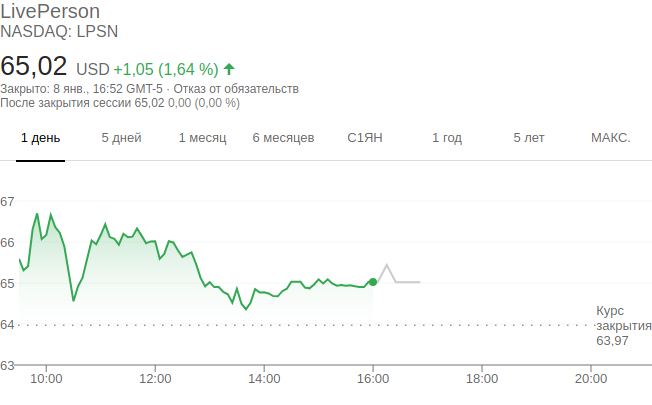 LivePerson
NASDAQ: LPSN
65,02 USD +1,05 (1,64 %)
Закрыто: 8 янв., 16:52 GMT-5 · Отказ от обязательств
После закрытия сессии 65,02 0,00 (0,00 %)
1 день 5 дней 1 месяц 6 месяцев С1ЯН 1 год 5 лет МАКС.
67
66
65
64
63
Курс
закрытия
63,97
10:00 12:00 14:00 16:00 18:00 20:00